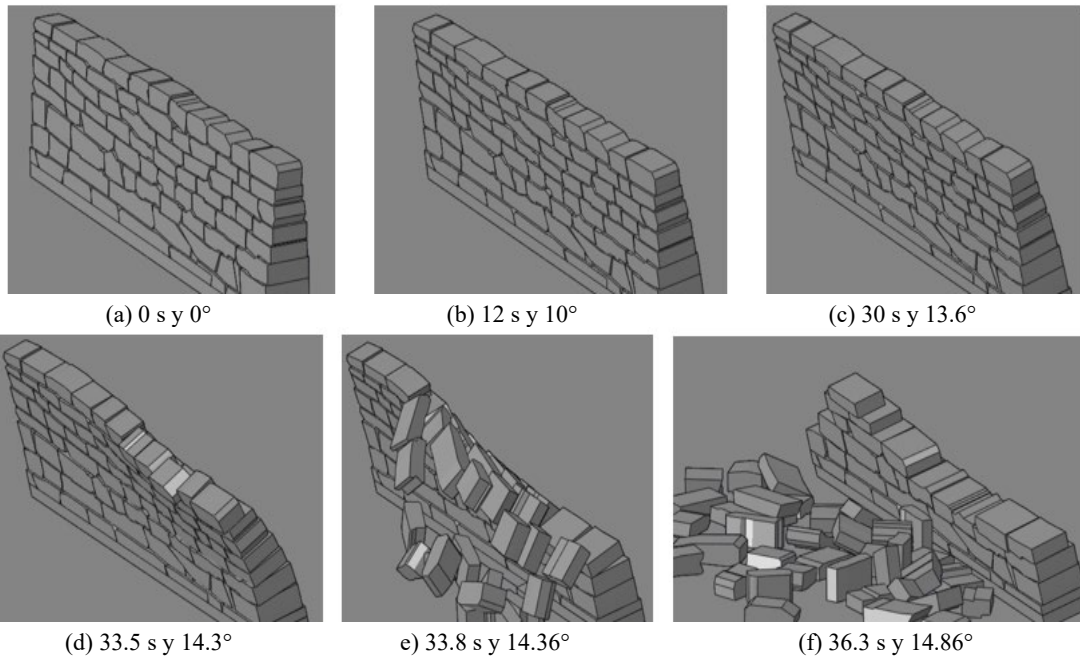 (a) 0 s y 0°
(b) 12 s y 10°
(c) 30 s y 13.6°
(d) 33.5 s y 14.3°
e) 33.8 s y 14.36°
(f) 36.3 s y 14.86°